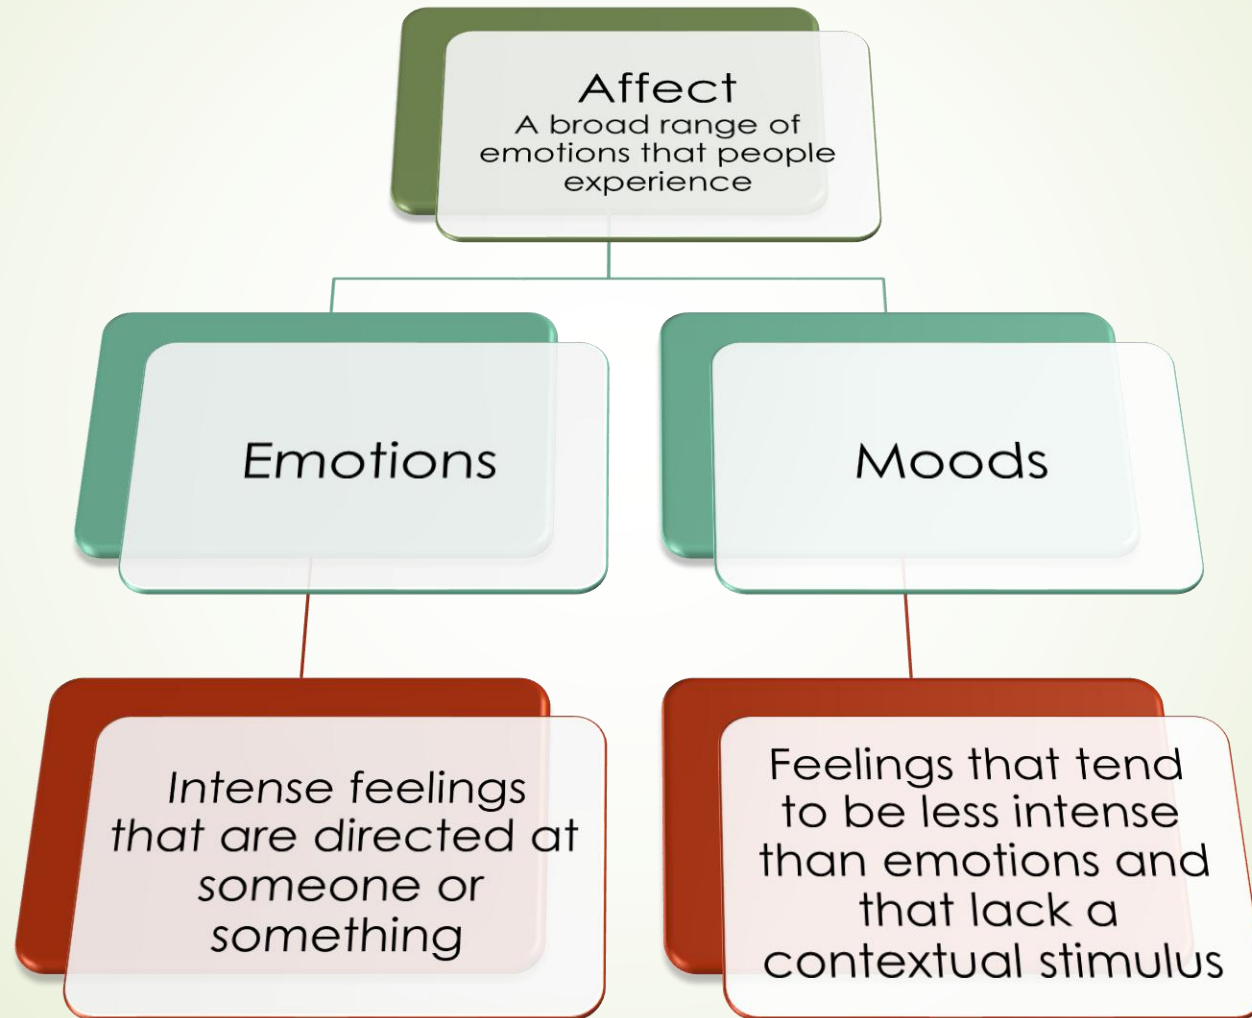 Affect
A broad range of
emotions that people
experience
Emotions
Moods
Intense feelings
that are directed at
someone or
something
Feelings that tend
to be less intense
than emotions and
that lack a
contextual stimulus